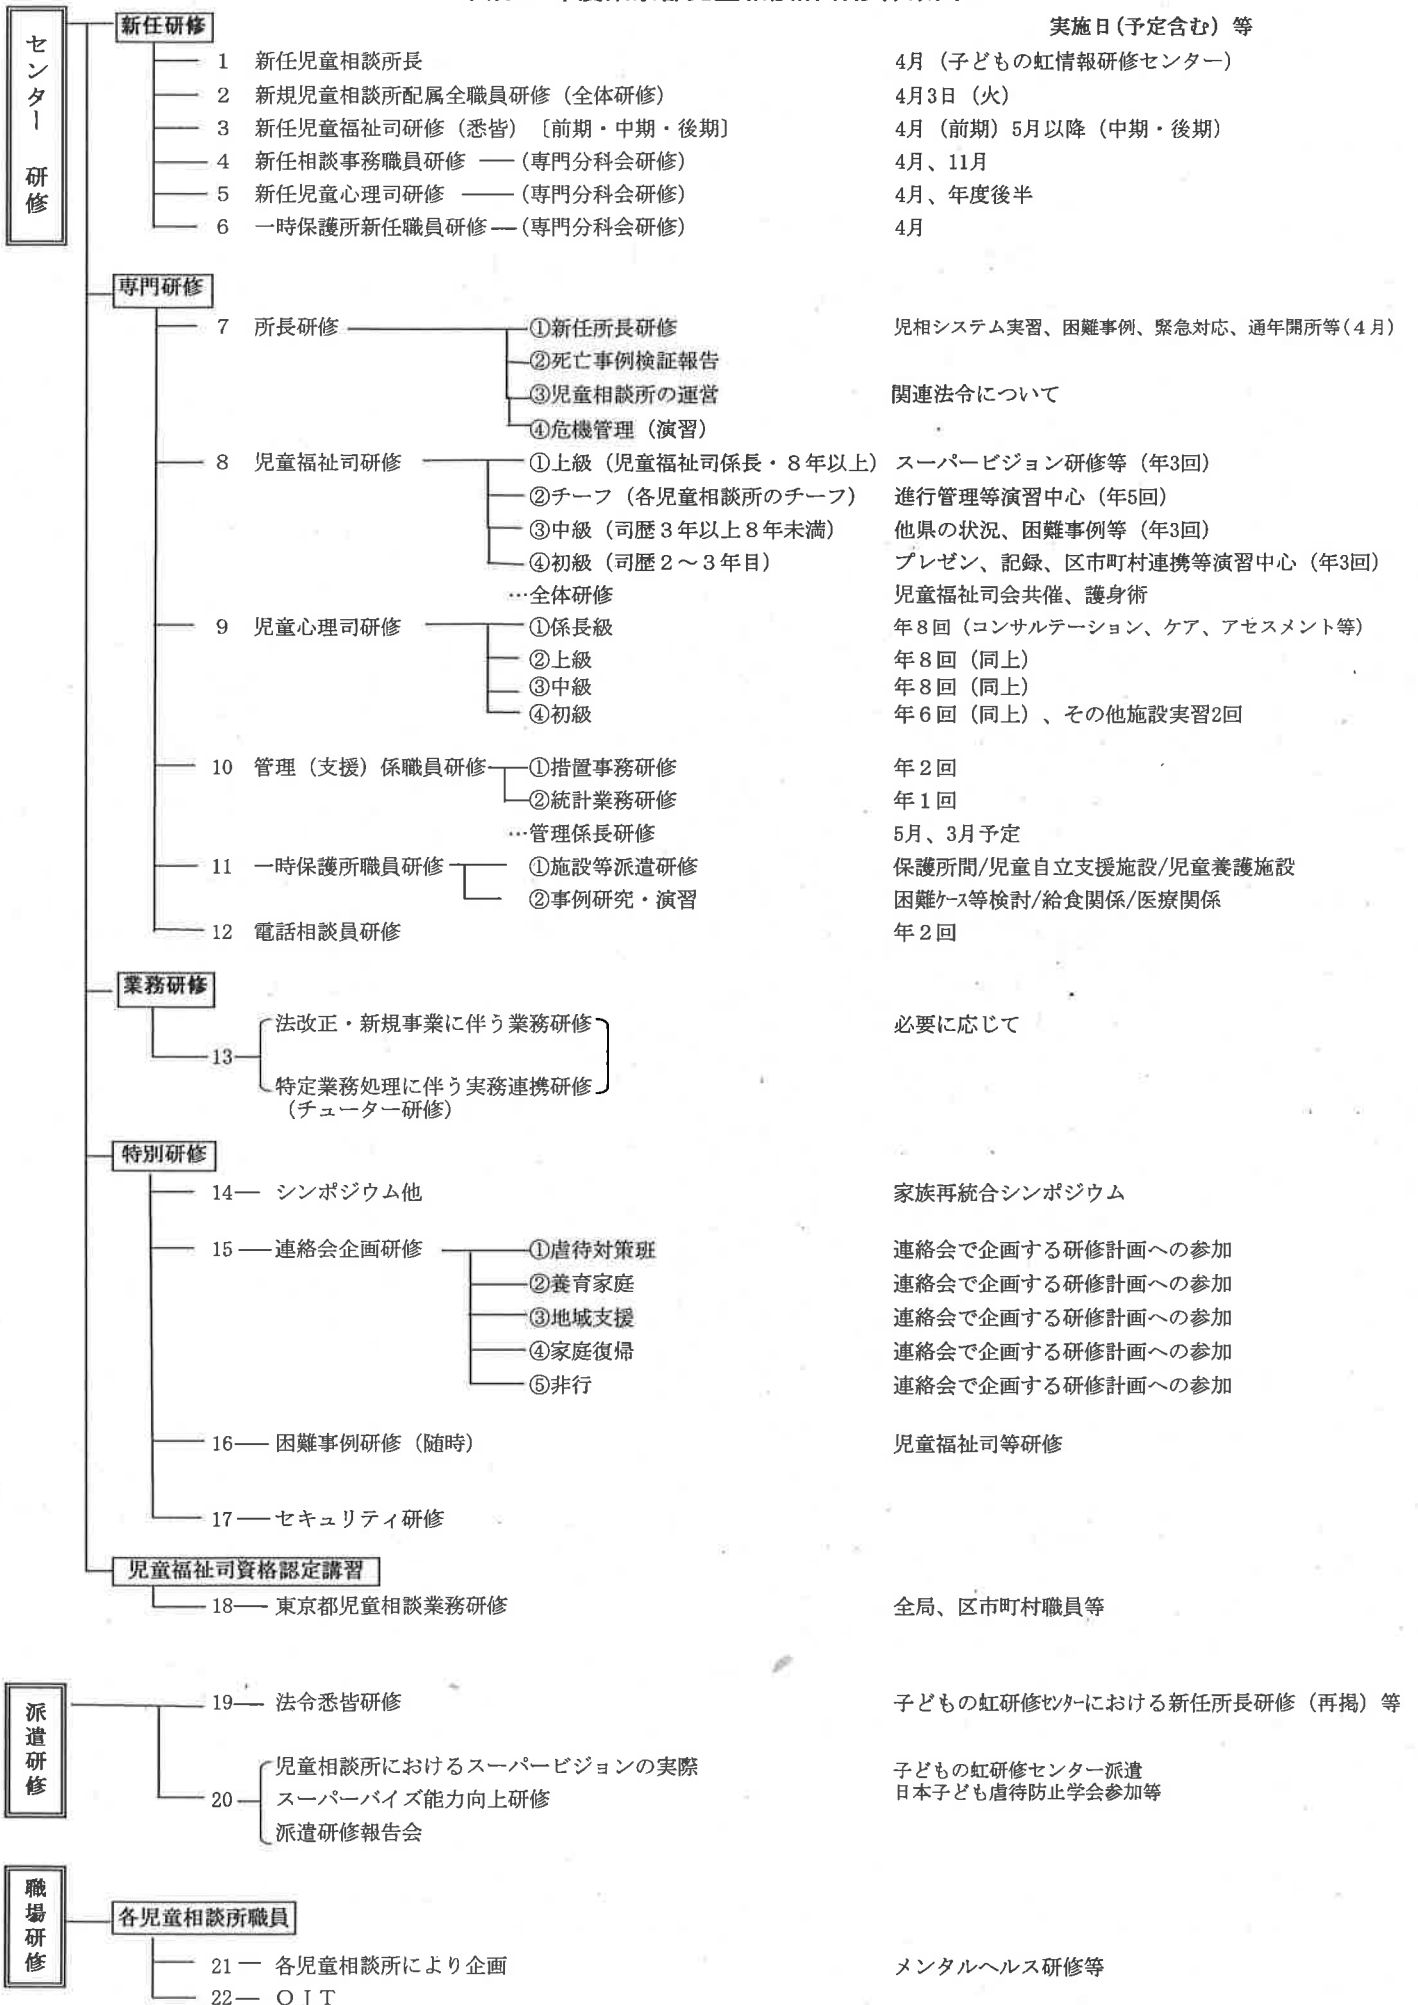 センター 研修
新任研修
実施日(予定含む) 等
1 新任児童相談所長 4月（子どもの虹情報研修センター）
2 新規児童相談所配属全職員研修（全体研修） 4月3日（火）
3 新任児童福祉司研修（悉皆）〔前期・中期・後期〕 4月（前期）5月以降（中期・後期）
4 新任相談事務職員研修 ──（専門分科会研修） 4月、11月
5 新任児童心理司研修 ──（専門分科会研修） 4月、年度後半
6 一時保護所新任職員研修 ─（専門分科会研修） 4月
専門研修
7 所長研修 ①新任所長研修 児相システム実習、困難事例、緊急対応、通年開所等(４月)
②死亡事例検証報告
③児童相談所の運営 関連法令について
④危機管理（演習）
8 児童福祉司研修 ①上級（児童福祉司係長・８年以上） スーパービジョン研修等（年3回）
②チーフ（各児童相談所のチーフ） 進行管理等演習中心（年5回）
③中級（司歴３年以上８年未満） 他県の状況、困難事例等（年3回）
④初級（司歴２～３年目） プレゼン、記録、区市町村連携等演習中心（年3回）
…全体研修 児童福祉司会共催、護身術
9 児童心理司研修 ①係長級 年８回（コンサルテーション、ケア、アセスメント等）
②上級 年８回（同上）
③中級 年８回（同上）
④初級 年６回（同上）、その他施設実習2回
10 管理（支援）係職員研修 ①措置事務研修 年２回
②統計業務研修 年１回
…管理係長研修 5月、3月予定
11 一時保護所職員研修 ①施設等派遣研修 保護所間/児童自立支援施設/児童養護施設
②事例研究・演習 困難ｹｰｽ等検討/給食関係/医療関係
12 電話相談員研修 年２回
業務研修
法改正・新規事業に伴う業務研修 必要に応じて
13
特定業務処理に伴う実務連携研修
（チューター研修）
特別研修
14 シンポジウム他 家族再統合シンポジウム
15 連絡会企画研修 ①虐待対策班 連絡会で企画する研修計画への参加
②養育家庭 連絡会で企画する研修計画への参加
③地域支援 連絡会で企画する研修計画への参加
④家庭復帰 連絡会で企画する研修計画への参加
⑤非行 連絡会で企画する研修計画への参加
16 困難事例研修（随時） 児童福祉司等研修
17 セキュリティ研修
児童福祉司資格認定講習
18 東京都児童相談業務研修 全局、区市町村職員等
派遣研修
19 法令悉皆研修 子どもの虹研修ｾﾝﾀｰにおける新任所長研修（再掲）等
児童相談所におけるスーパービジョンの実際 子どもの虹研修センター派遣
20 スーパーバイズ能力向上研修 日本子ども虐待防止学会参加等
派遣研修報告会
職場研修
各児童相談所職員
21 各児童相談所により企画 メンタルヘルス研修等
22 ＯＪＴ